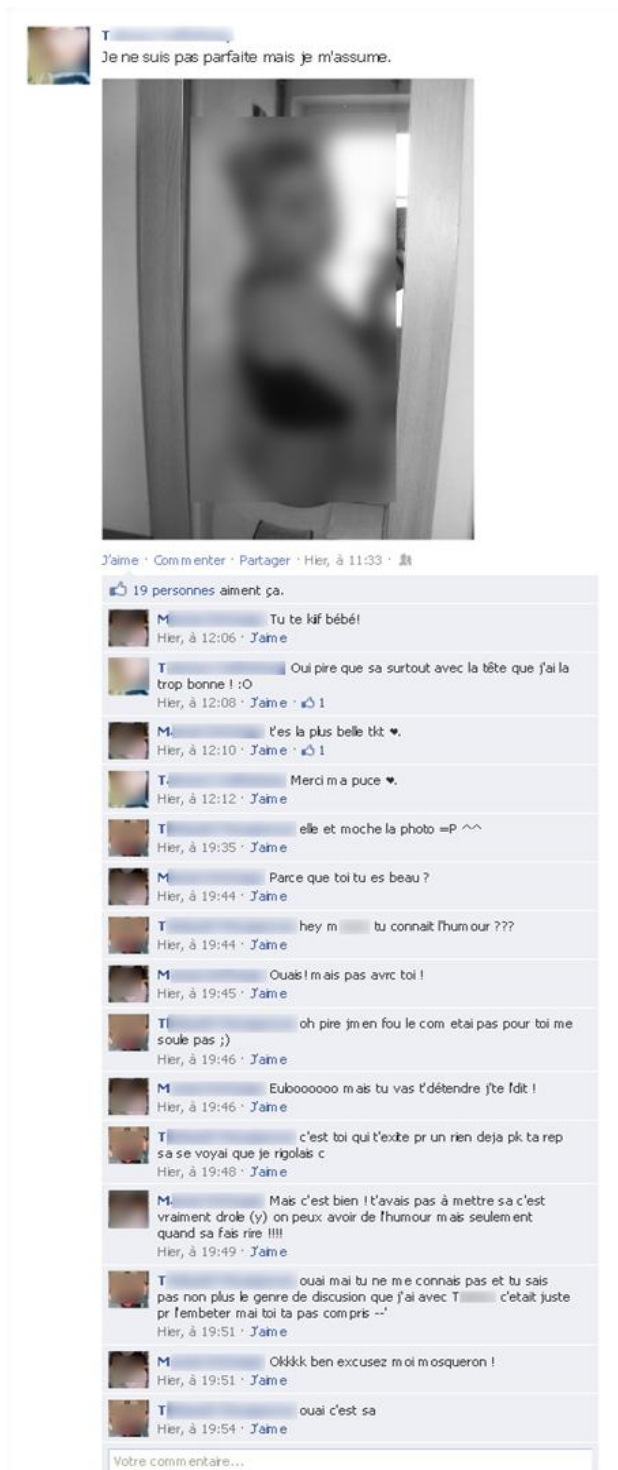 T
Je ne suis pas parfaite mais je m'assume.
J'aime · Commenter · Partager · Hier, à 11:33 ·
19 personnes aiment ça.
M Tu te kif bébé!
Hier, à 12:06 · J'aime
T Oui pire que sa surtout avec la tête que j'ai la
trop bonne ! :O
Hier, à 12:08 · J'aime · 1
M. t'es la plus belle tkt ♥.
Hier, à 12:10 · J'aime · 1
T. Merci ma puce ♥.
Hier, à 12:12 · J'aime
T elle et moche la photo =P ^^
Hier, à 19:35 · J'aime
M Parce que toi tu es beau ?
Hier, à 19:44 · J'aime
T hey m tu connait l'humour ???
Hier, à 19:44 · J'aime
M Ouais! mais pas avrc toi !
Hier, à 19:45 · J'aime
T oh pire jmen fou le com etai pas pour toi me
soule pas ;)
Hier, à 19:46 · J'aime
M Eulooooooo mais tu vas t'détendre j'te l'dit !
Hier, à 19:46 · J'aime
T c'est toi qui t'exite pr un rien deja pk ta rep
sa se voyai que je rigolais c
Hier, à 19:48 · J'aime
M. Mais c'est bien ! t'avais pas à mettre sa c'est
vraiment drole (y) on peux avoir de l'humour mais seulement
quand sa fais rire !!!!
Hier, à 19:49 · J'aime
T ouai mai tu ne me connais pas et tu sais
pas non plus le genre de discusion que j'ai avec T c'etait juste
pr l'embeter mai toi ta pas compris --'
Hier, à 19:51 · J'aime
M Okkkk ben excusez moi mosqueron !
Hier, à 19:51 · J'aime
T ouai c'est sa
Hier, à 19:54 · J'aime
Votre commentaire...